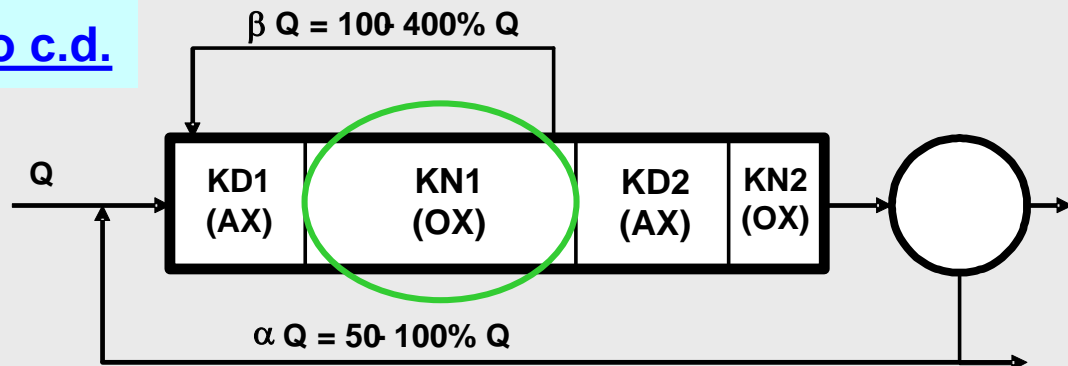 o c.d.
β Q = 100- 400% Q
Q
KD1
(AX)
KN1
(OX)
KD2
(AX)
KN2
(OX)
α Q = 50- 100% Q